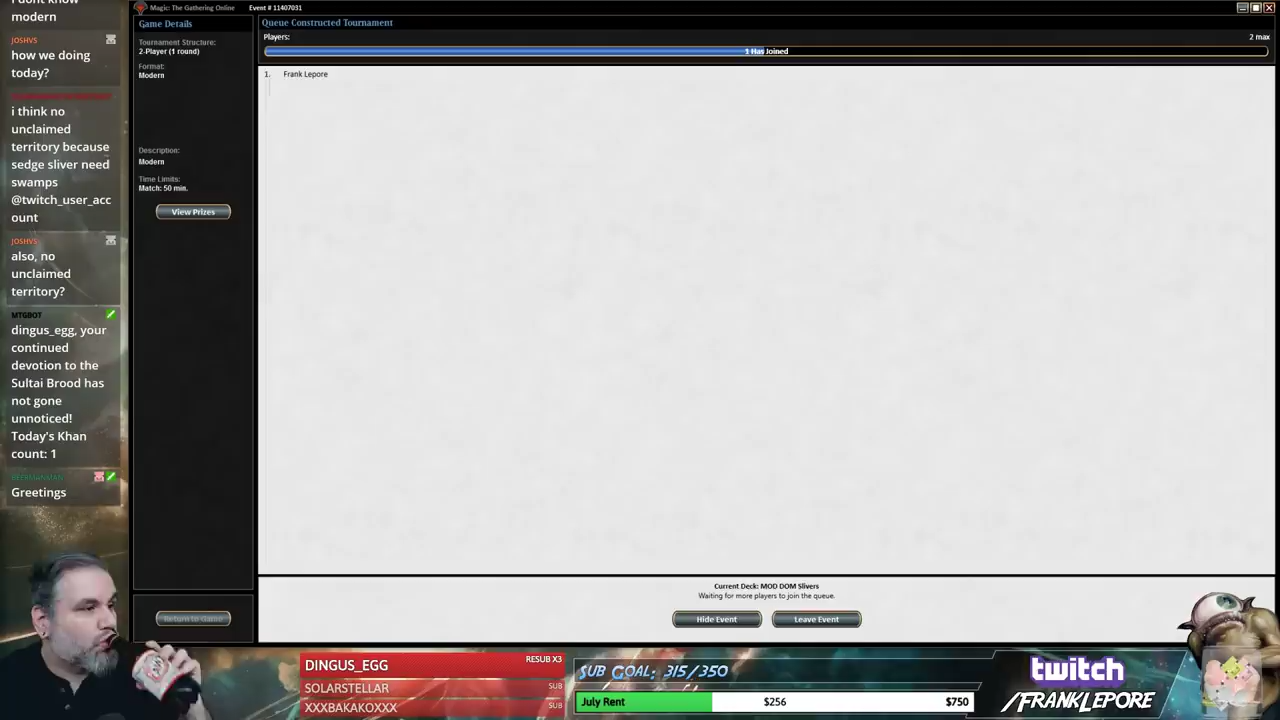 I dont know
modern
JOSHVS
how we doing
today?
i think no
unclaimed
territory because
sedge sliver need
swamps
@twitch_user_acc
ount
JOSHVS
also, no
unclaimed
territory?
MTGBOT
dingus_egg, your
continued
devotion to the
Sultai Brood has
not gone
unnoticed!
Today's Khan
count: 1
Greetings
Magic: The Gathering Online Event # 11407031
Game Details
Tournament Structure:
2-Player (1 round)
Format:
Modern
Description:
Modern
Time Limits:
Match: 50 min.
View Prizes
Return to Game
Queue Constructed Tournament
Players: 2 max
1 Has Joined
1. Frank Lepore
Current Deck: MOD DOM Slivers
Waiting for more players to join the queue.
Hide Event Leave Event
DINGUS_EGG RESUB X3
SOLARSTELLAR SUB
XXXBAKAKOXXX SUB
SUB GOAL: 315/350
July Rent $256 $750
twitch
/FRANKLEPORE